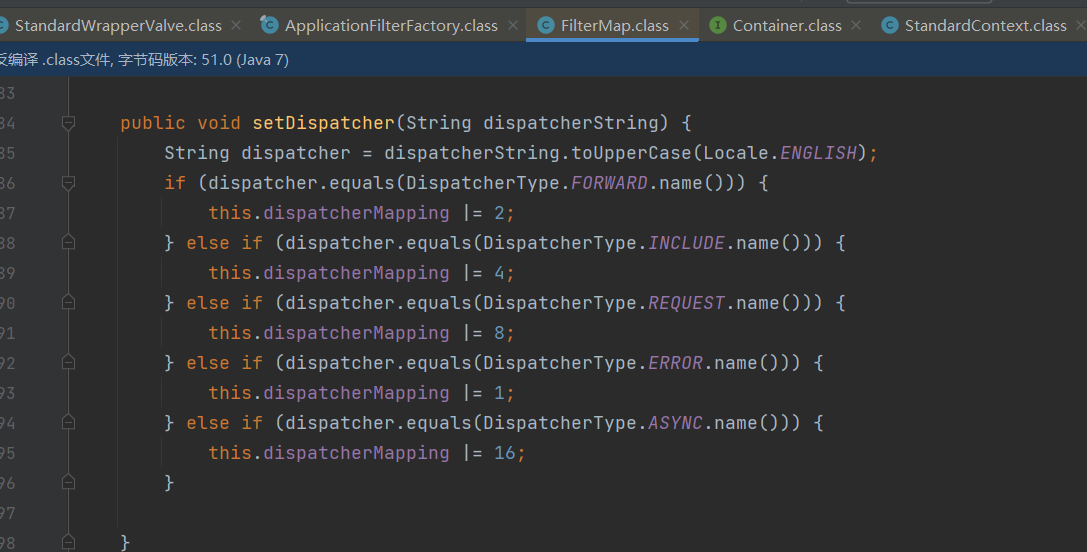 StandardWrapperValve.class ApplicationFilterFactory.class FilterMap.class Container.class StandardContext.class
反编译 .class文件, 字节码版本: 51.0 (Java 7)
33
34 public void setDispatcher(String dispatcherString) {
35 String dispatcher = dispatcherString.toUpperCase(Locale.ENGLISH);
36 if (dispatcher.equals(DispatcherType.FORWARD.name())) {
37 this.dispatcherMapping |= 2;
38 } else if (dispatcher.equals(DispatcherType.INCLUDE.name())) {
39 this.dispatcherMapping |= 4;
90 } else if (dispatcher.equals(DispatcherType.REQUEST.name())) {
91 this.dispatcherMapping |= 8;
92 } else if (dispatcher.equals(DispatcherType.ERROR.name())) {
93 this.dispatcherMapping |= 1;
94 } else if (dispatcher.equals(DispatcherType.ASYNC.name())) {
95 this.dispatcherMapping |= 16;
96 }
97
98 }